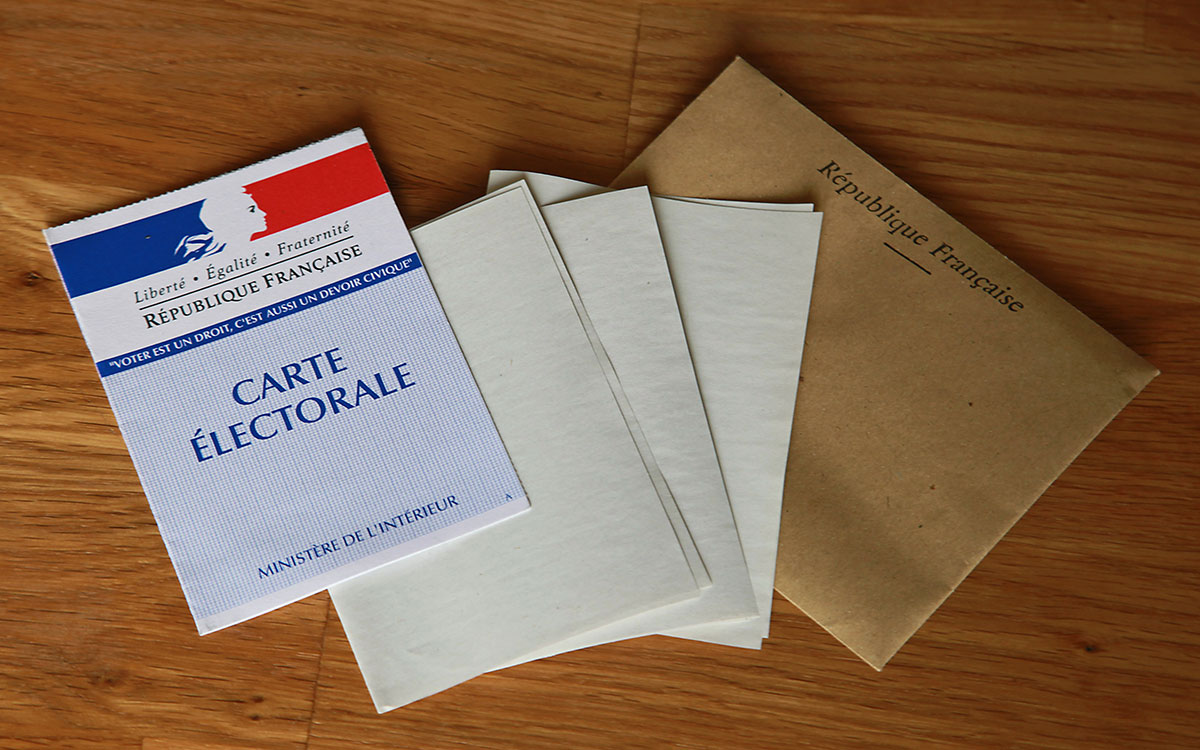 Liberté • Égalité • Fraternité
RÉPUBLIQUE FRANÇAISE
"VOTER EST UN DROIT, C'EST AUSSI UN DEVOIR CIVIQUE"
CARTE
ÉLECTORALE
MINISTÈRE DE L'INTÉRIEUR
A
République Française